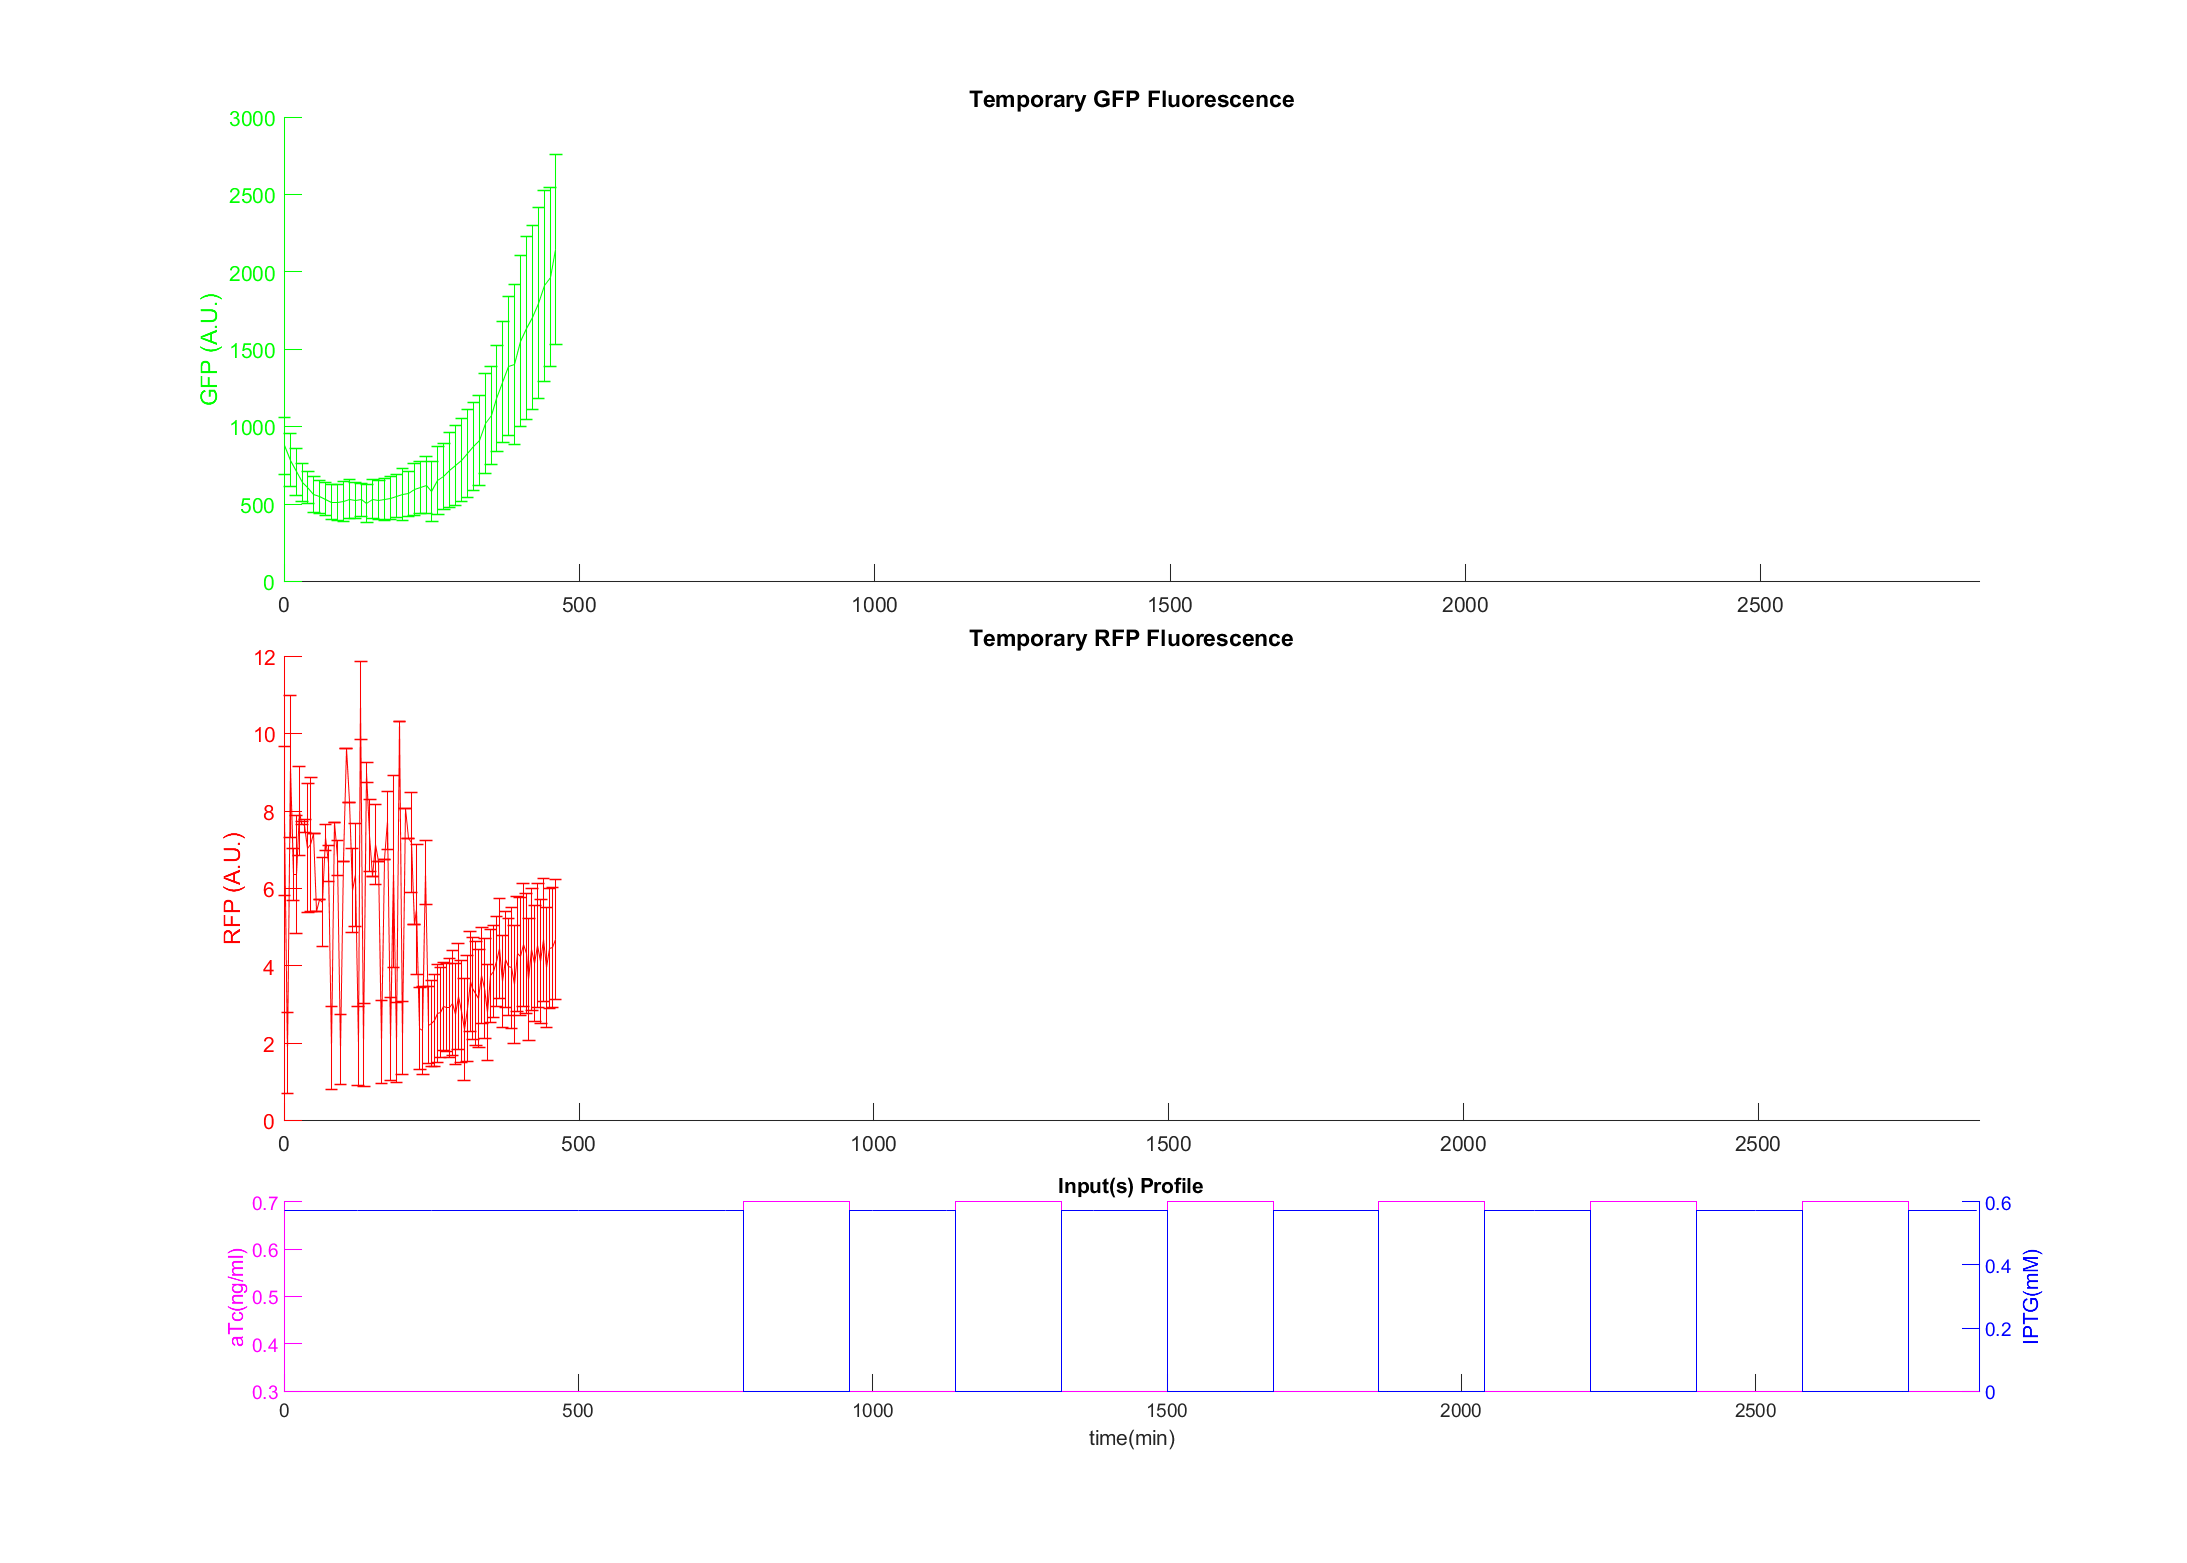 Temporary GFP Fluorescence
3000
2500
2000
1500
1000
500
0
GFP (A.U.)
0 500 1000 1500 2000 2500
Temporary RFP Fluorescence
12
10
8
6
4
2
0
RFP (A.U.)
0 500 1000 1500 2000 2500
Input(s) Profile
0.7
0.6
0.5
0.4
0.3
aTc(ng/ml)
0.6
0.4
0.2
0
IPTG(mM)
0 500 1000 1500 2000 2500
time(min)